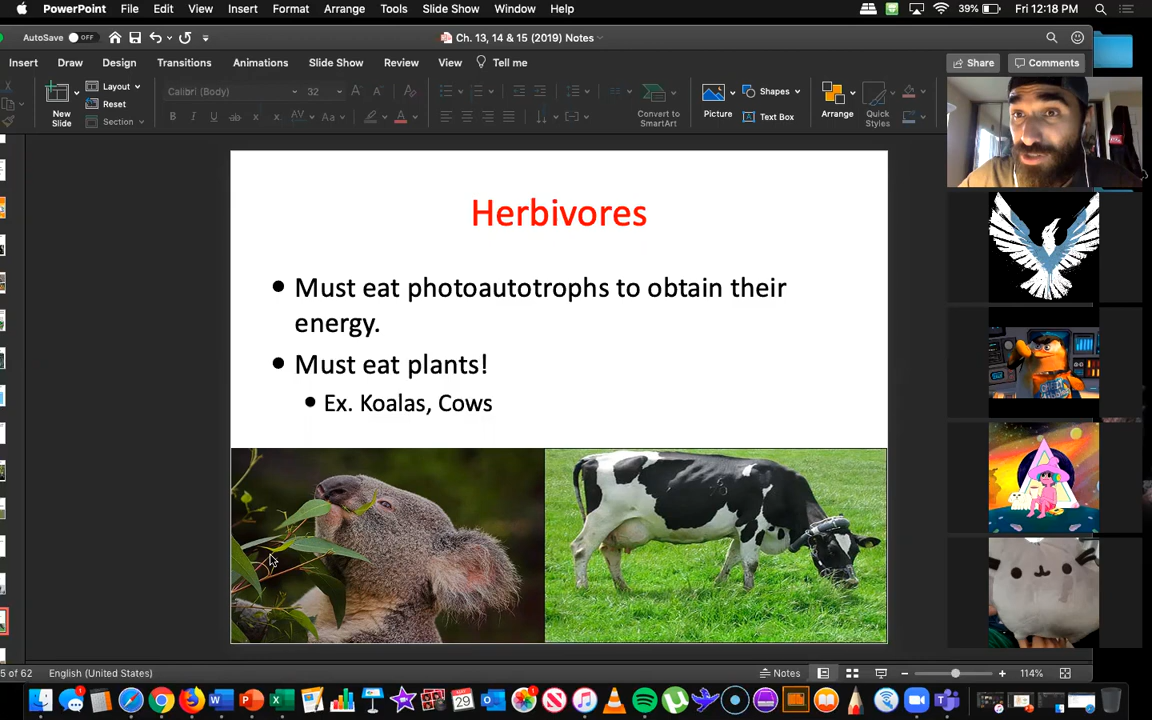 PowerPoint File Edit View Insert Format Arrange Tools Slide Show Window Help 39% Fri 12:18 PM
AutoSave OFF Ch. 13, 14 & 15 (2019) Notes
Insert Draw Design Transitions Animations Slide Show Review View Tell me Share Comments
New Slide Layout Reset Section Calibri (Body) 32 Convert to SmartArt Picture Shapes Text Box Arrange Quick Styles
Herbivores
• Must eat photoautotrophs to obtain their
energy.
• Must eat plants!
• Ex. Koalas, Cows
5 of 62 English (United States) Notes 114%